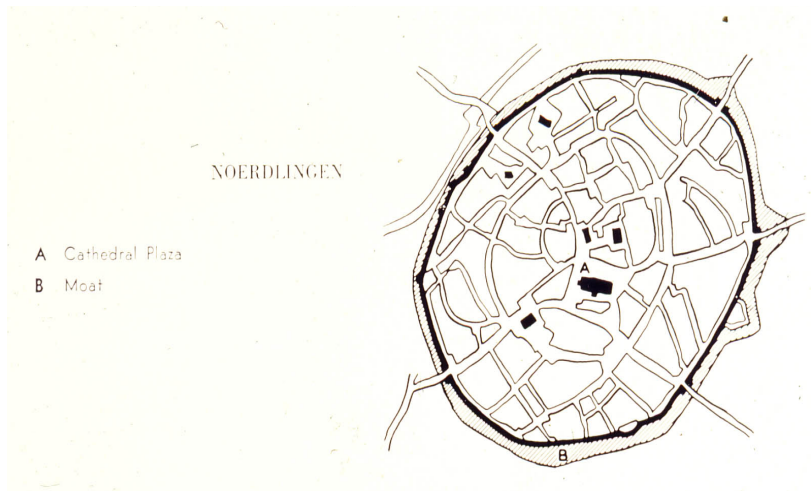 NOERDLINGEN
A Cathedral Plaza
B Moat
A
B